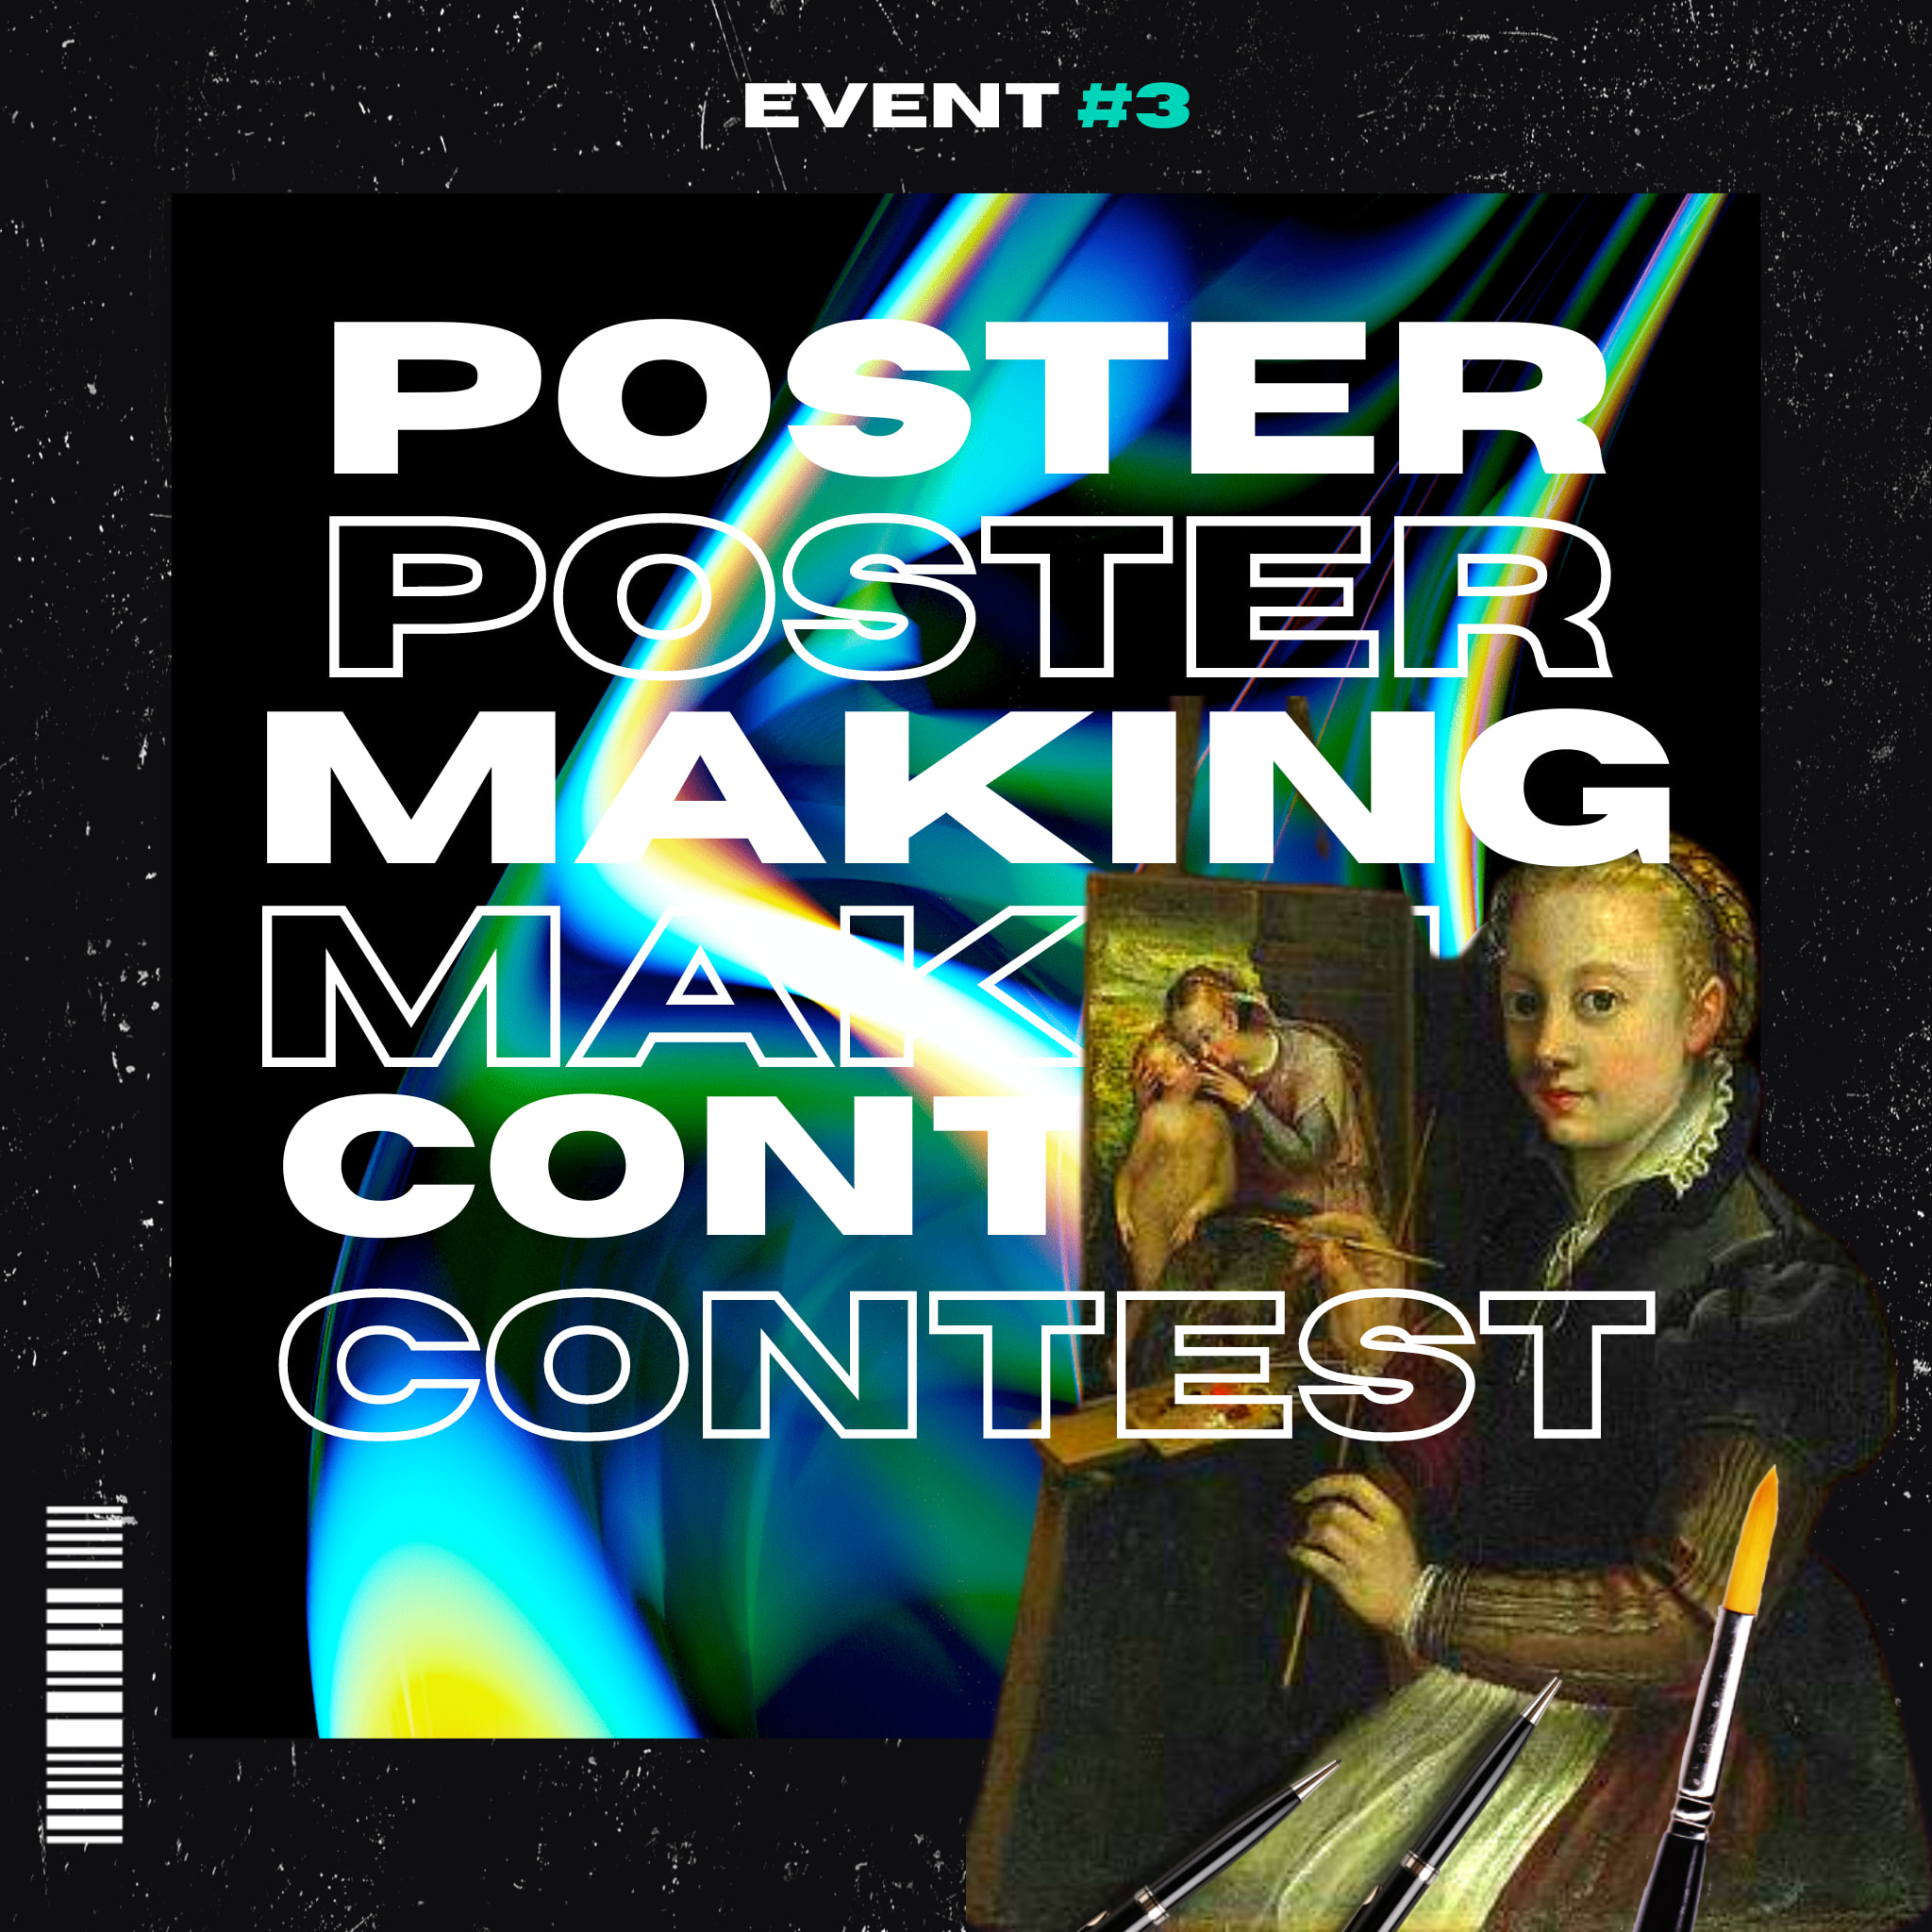 EVENT #3
POSTER
POSTER
MAKING
MAK
CONT
CONTEST